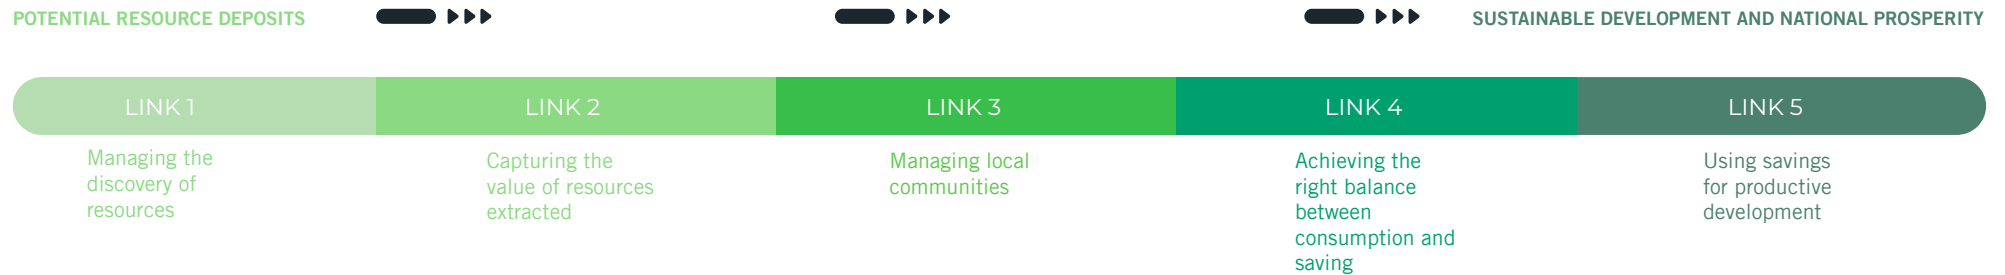 POTENTIAL RESOURCE DEPOSITS
SUSTAINABLE DEVELOPMENT AND NATIONAL PROSPERITY
LINK 1
LINK 2
LINK 3
LINK 4
LINK 5
Managing the
discovery of
resources
Capturing the
value of resources
extracted
Managing local
communities
Achieving the
right balance
between
consumption and
saving
Using savings
for productive
development